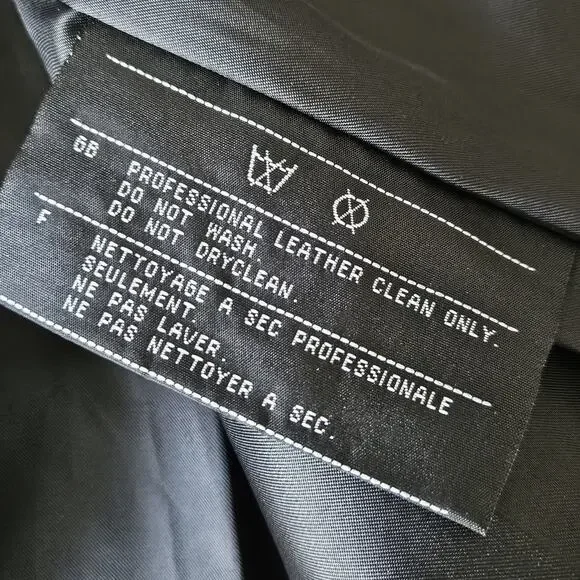 GB PROFESSIONAL LEATHER CLEAN ONLY.
DO NOT WASH.
DO NOT DRYCLEAN.
F NETTOYAGE A SEC PROFESSIONALE
SEULEMENT.
NE PAS LAVER.
NE PAS NETTOYER A SEC.